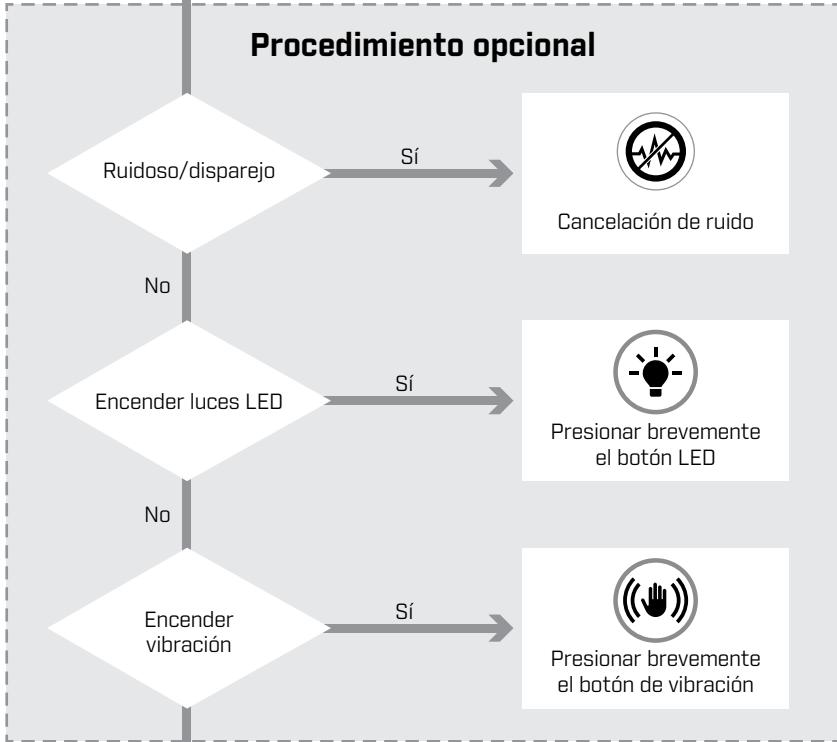 Procedimiento opcional
Ruidoso/disparejo
Sí
Cancelación de ruido
No
Encender luces LED
Sí
Presionar brevemente
el botón LED
No
Encender
vibración
Sí
Presionar brevemente
el botón de vibración